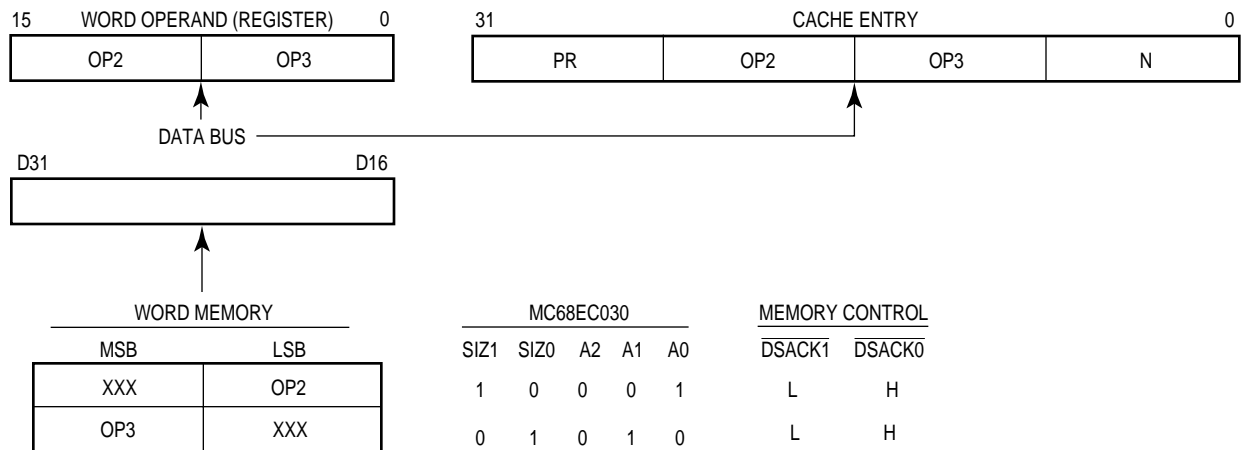 15 WORD OPERAND (REGISTER) 0 31 CACHE ENTRY 0
OP2 OP3 PR OP2 OP3 N
DATA BUS
D31 D16
WORD MEMORY MC68EC030 MEMORY CONTROL
MSB LSB SIZ1 SIZ0 A2 A1 A0 DSACK1 DSACK0
XXX OP2 1 0 0 0 1 L H
OP3 XXX 0 1 0 1 0 L H